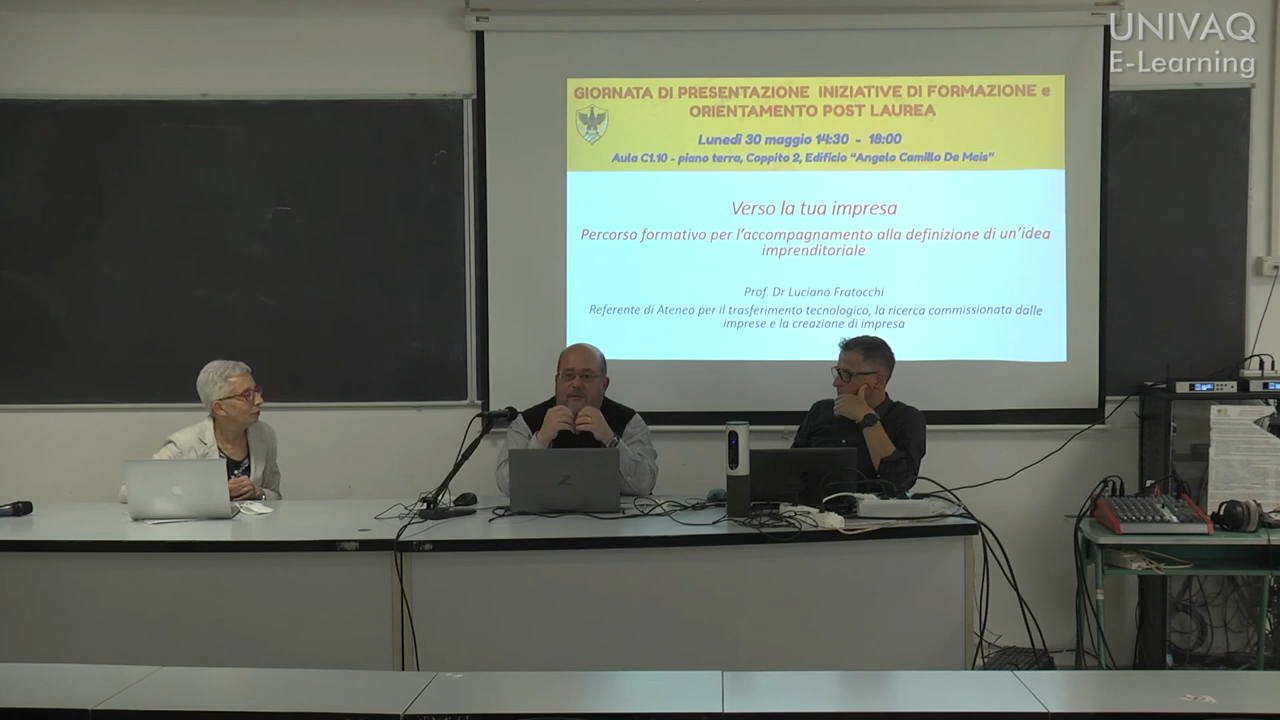 UNIVAQ
E-Learning
GIORNATA DI PRESENTAZIONE INIZIATIVE DI FORMAZIONE e
ORIENTAMENTO POST LAUREA
Lunedì 30 maggio 14:30 - 18:00
Aula C1.10 - piano terra, Coppito 2, Edificio "Angelo Camillo De Meis"
Verso la tua impresa
Percorso formativo per l'accompagnamento alla definizione di un'idea
imprenditoriale
Prof. Dr Luciano Fratocchi
Referente di Ateneo per il trasferimento tecnologico, la ricerca commissionata dalle
imprese e la creazione di impresa